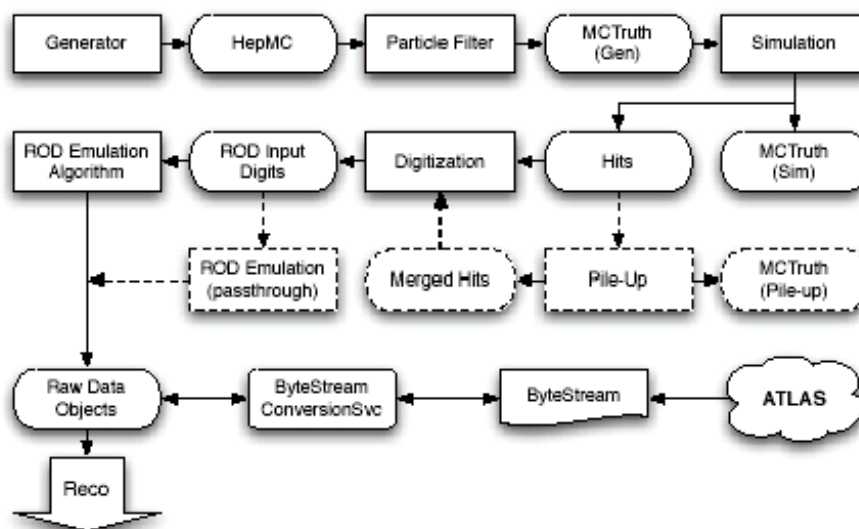 Generator
HepMC
Particle Filter
MCTruth
(Gen)
Simulation
ROD Emulation
Algorithm
ROD Input
Digits
Digitization
Hits
MCTruth
(Sim)
ROD Emulation
(passthrough)
Merged Hits
Pile-Up
MCTruth
(Pile-up)
Raw Data
Objects
ByteStream
ConversionSvc
ByteStream
ATLAS
Reco